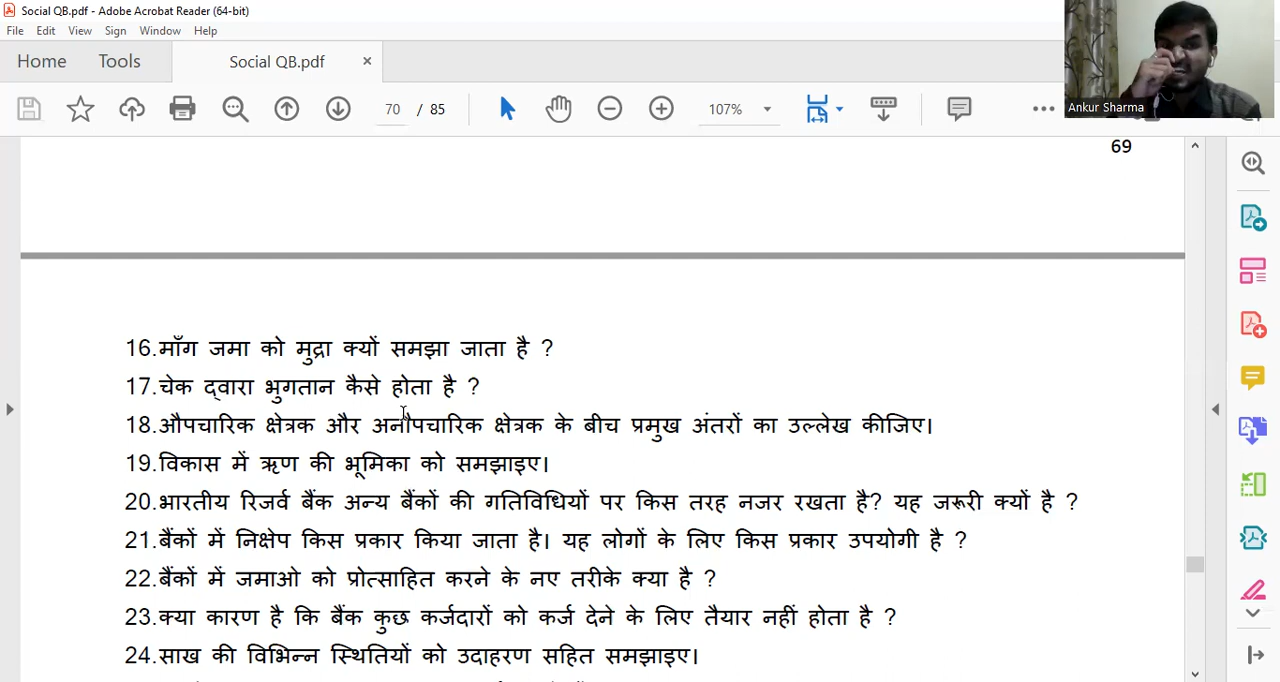 Social QB.pdf - Adobe Acrobat Reader (64-bit)
File Edit View Sign Window Help
Home Tools Social QB.pdf ×
70 / 85 107%
Ankur Sharma
69
16.माँग जमा को मुद्रा क्यों समझा जाता है ?
17.चेक द्वारा भुगतान कैसे होता है ?
18.औपचारिक क्षेत्रक और अनौपचारिक क्षेत्रक के बीच प्रमुख अंतरों का उल्लेख कीजिए।
19.विकास में ऋण की भूमिका को समझाइए।
20.भारतीय रिजर्व बैंक अन्य बैंकों की गतिविधियों पर किस तरह नजर रखता है? यह जरूरी क्यों है ?
21.बैंकों में निक्षेप किस प्रकार किया जाता है। यह लोगों के लिए किस प्रकार उपयोगी है ?
22.बैंकों में जमाओ को प्रोत्साहित करने के नए तरीके क्या है ?
23.क्या कारण है कि बैंक कुछ कर्जदारों को कर्ज देने के लिए तैयार नहीं होता है ?
24.साख की विभिन्न स्थितियों को उदाहरण सहित समझाइए।